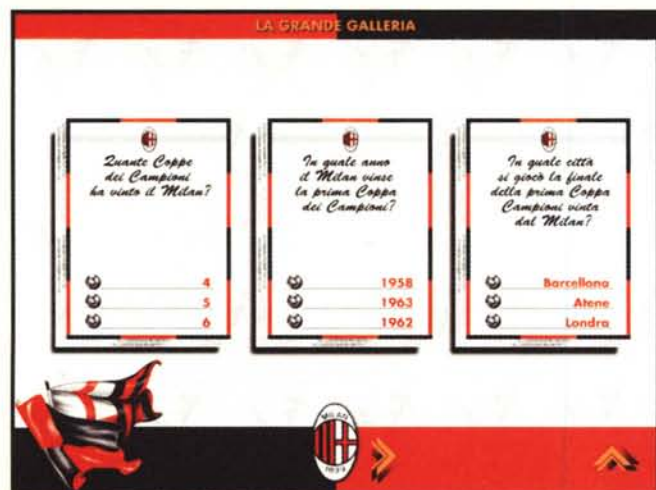 LA GRANDE GALLERIA
Quante Coppe
dei Campioni
ha vinto il Milan?
4
5
6
In quale anno
il Milan vinse
la prima Coppa
dei Campioni?
1958
1963
1962
In quale città
si giocò la finale
della prima Coppa
Campioni vinta
dal Milan?
Barcellona
Atene
Londra
MILAN
1899